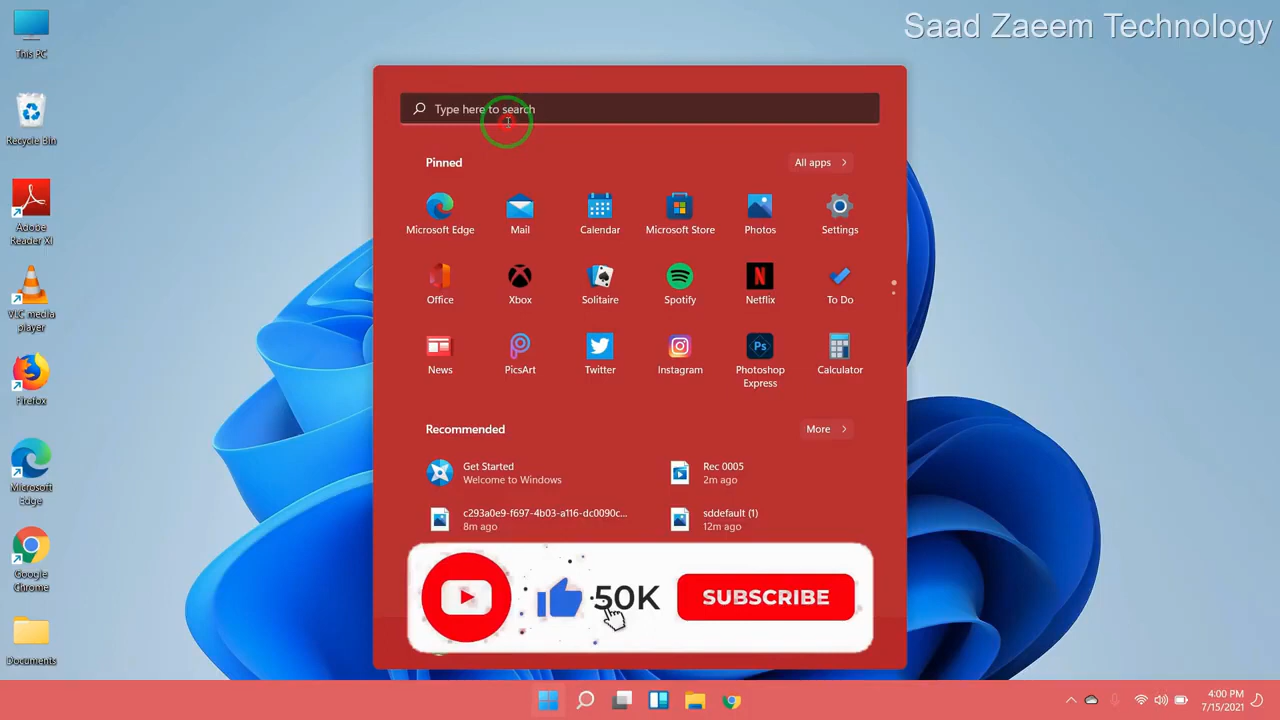 Saad Zaeem Technology
This PC
Recycle Bin
Adobe
Reader XI
VLC media
player
Firefox
Microsoft
Edge
Google
Chrome
Documents
Type here to search
Pinned
All apps
Microsoft Edge
Mail
Calendar
Microsoft Store
Photos
Settings
Office
Xbox
Solitaire
Spotify
Netflix
To Do
News
PicsArt
Twitter
Instagram
Photoshop
Express
Calculator
Ps
Recommended
More
Get Started
Welcome to Windows
Rec 0005
2m ago
c293a0e9-f697-4b03-a116-dc0090c...
8m ago
sddefault (1)
12m ago
50K
SUBSCRIBE
4:00 PM
7/15/2021